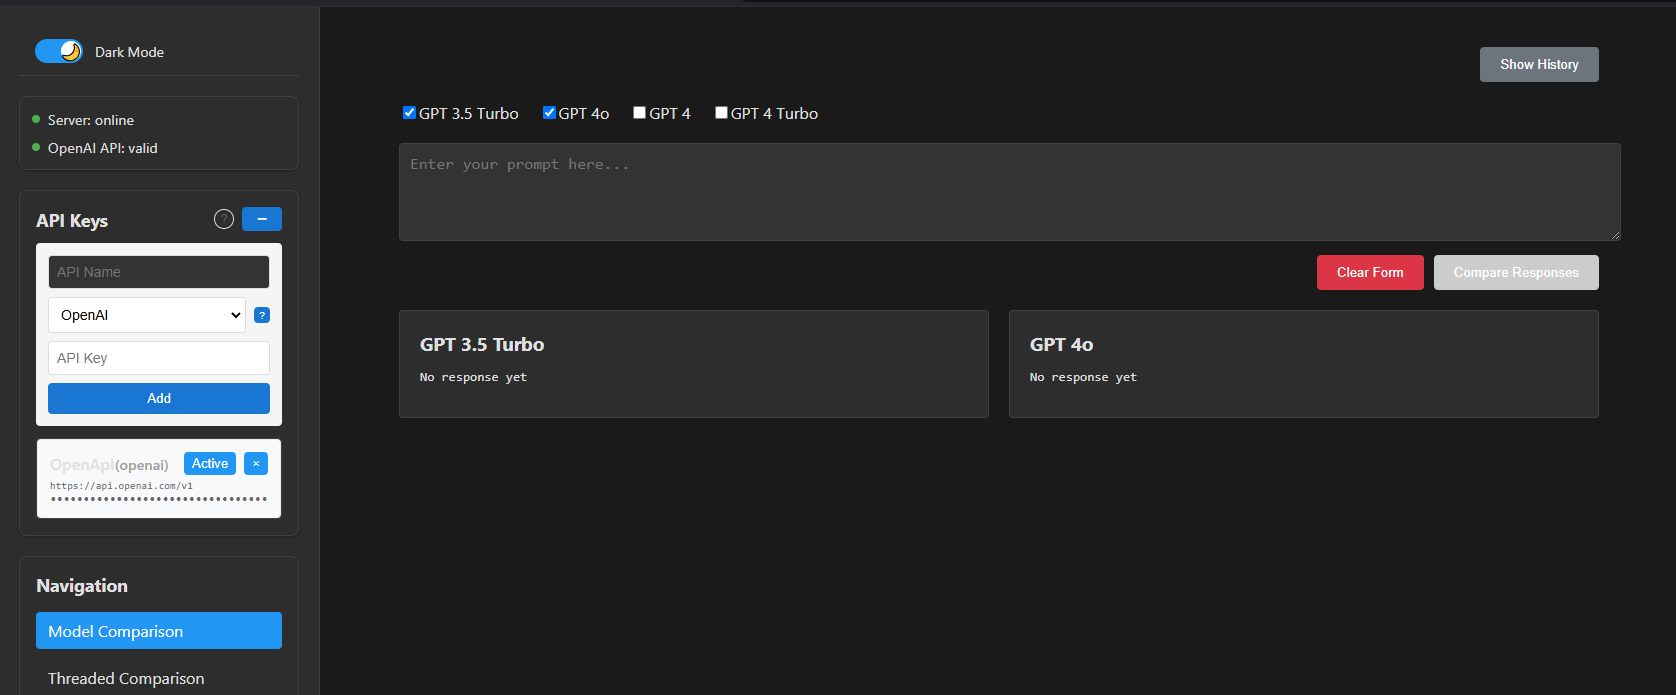 Dark Mode
Server: online
OpenAI API: valid
API Keys
?
−
API Name
OpenAI
?
API Key
Add
OpenApI(openai)
Active
×
https://api.openai.com/v1
•••••••••••••••••••••••••••••••••
Navigation
Model Comparison
Threaded Comparison
Show History
GPT 3.5 Turbo GPT 4o GPT 4 GPT 4 Turbo
Enter your prompt here...
Clear Form
Compare Responses
GPT 3.5 Turbo
No response yet
GPT 4o
No response yet